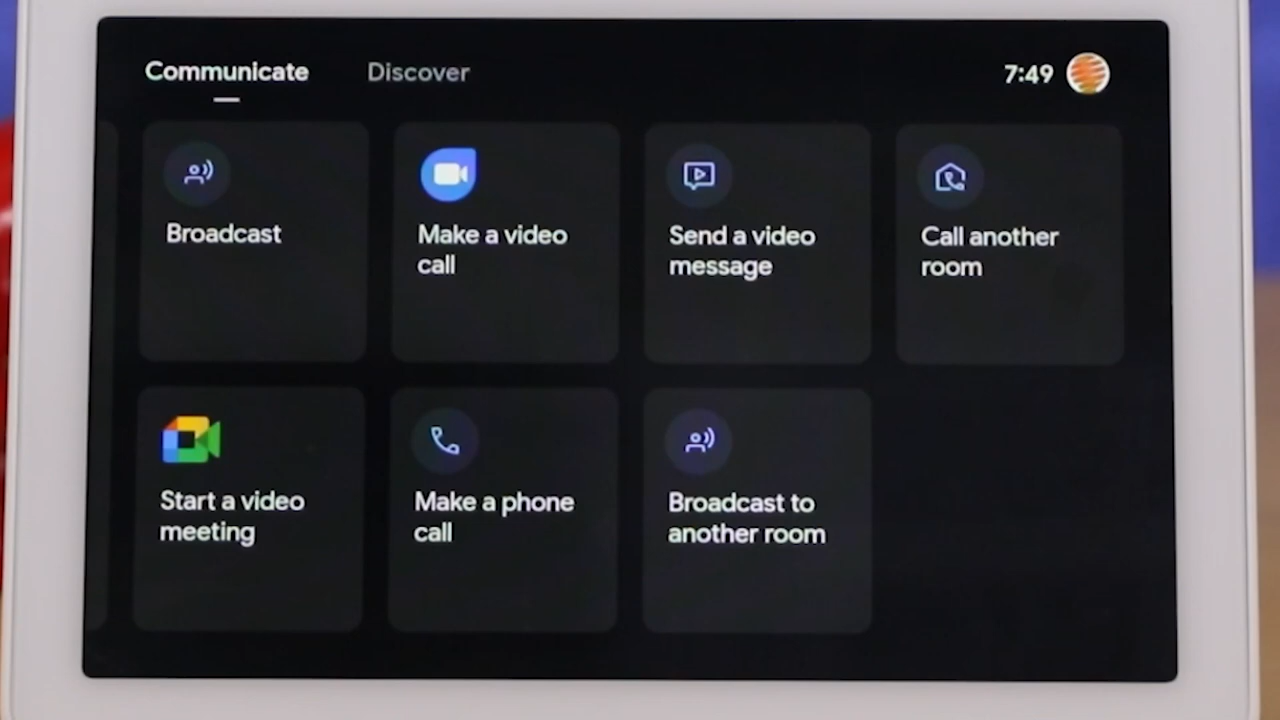 Communicate
Discover
7:49
Broadcast
Make a video
call
Send a video
message
Call another
room
Start a video
meeting
Make a phone
call
Broadcast to
another room